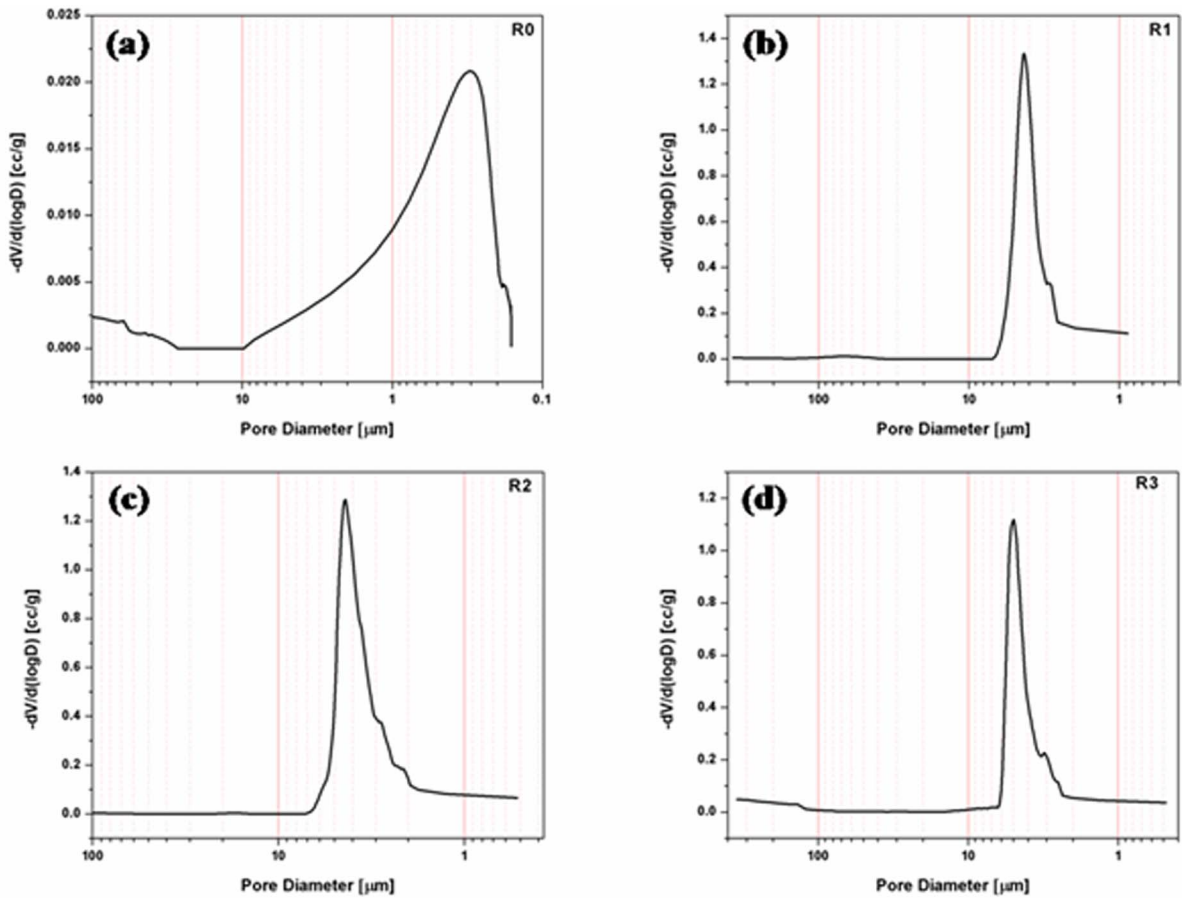 (a)
R0
0.025
0.020
0.015
0.010
0.005
0.000
-dV/d(logD) [cc/g]
100
10
1
0.1
Pore Diameter [μm]
(b)
R1
1.4
1.2
1.0
0.8
0.6
0.4
0.2
0.0
-dV/d(logD) [cc/g]
100
10
1
Pore Diameter [μm]
(c)
R2
1.4
1.2
1.0
0.8
0.6
0.4
0.2
0.0
-dV/d(logD) [cc/g]
100
10
1
Pore Diameter [μm]
(d)
R3
1.2
1.0
0.8
0.6
0.4
0.2
0.0
-dV/d(logD) [cc/g]
100
10
1
Pore Diameter [μm]